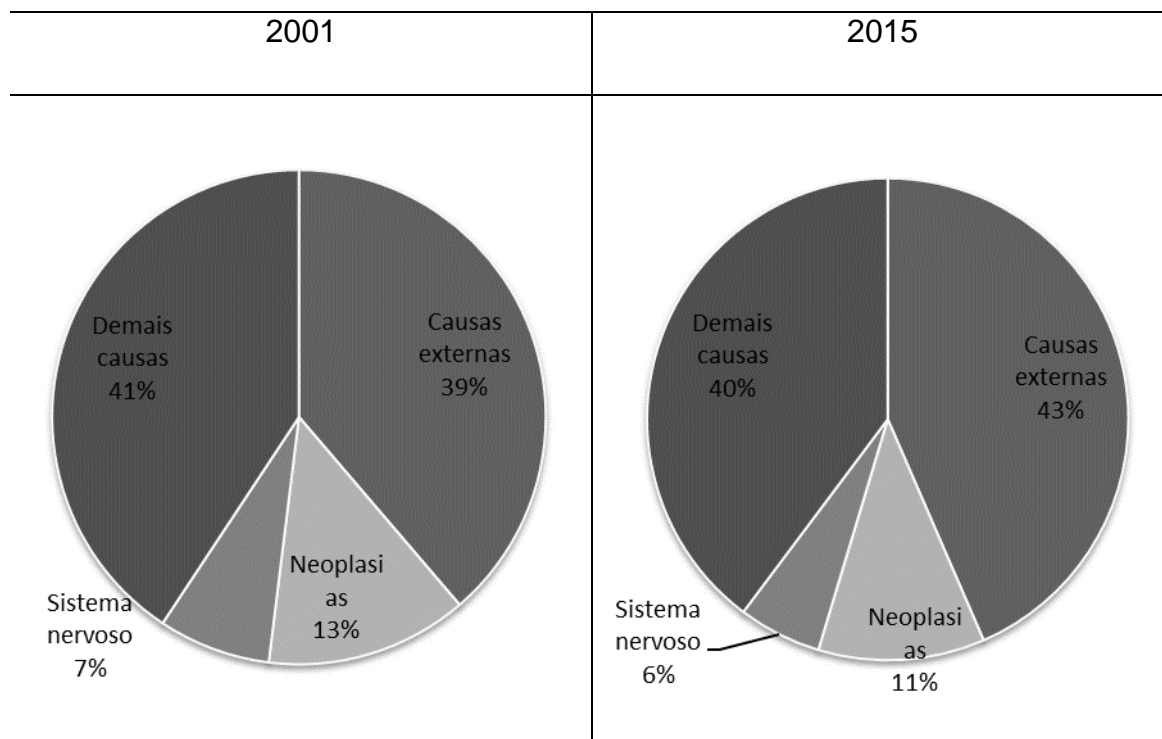 2001
2015
Demais
causas
41%
Causas
externas
39%
Neoplasi
as
13%
Sistema
nervoso
7%
Demais
causas
40%
Causas
externas
43%
Neoplasi
as
11%
Sistema
nervoso
6%